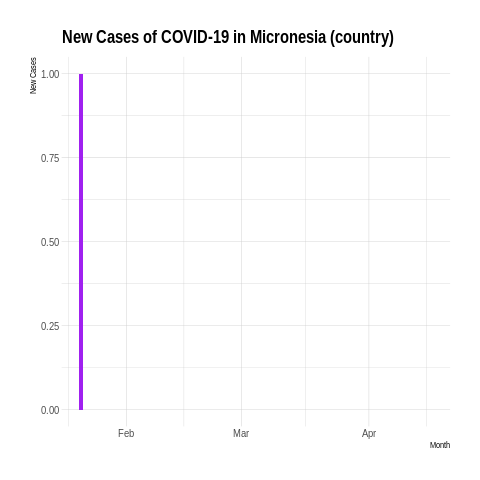 New Cases of COVID-19 in Micronesia (country)
New Cases
1.00
0.75
0.50
0.25
0.00
Feb Mar Apr
Month